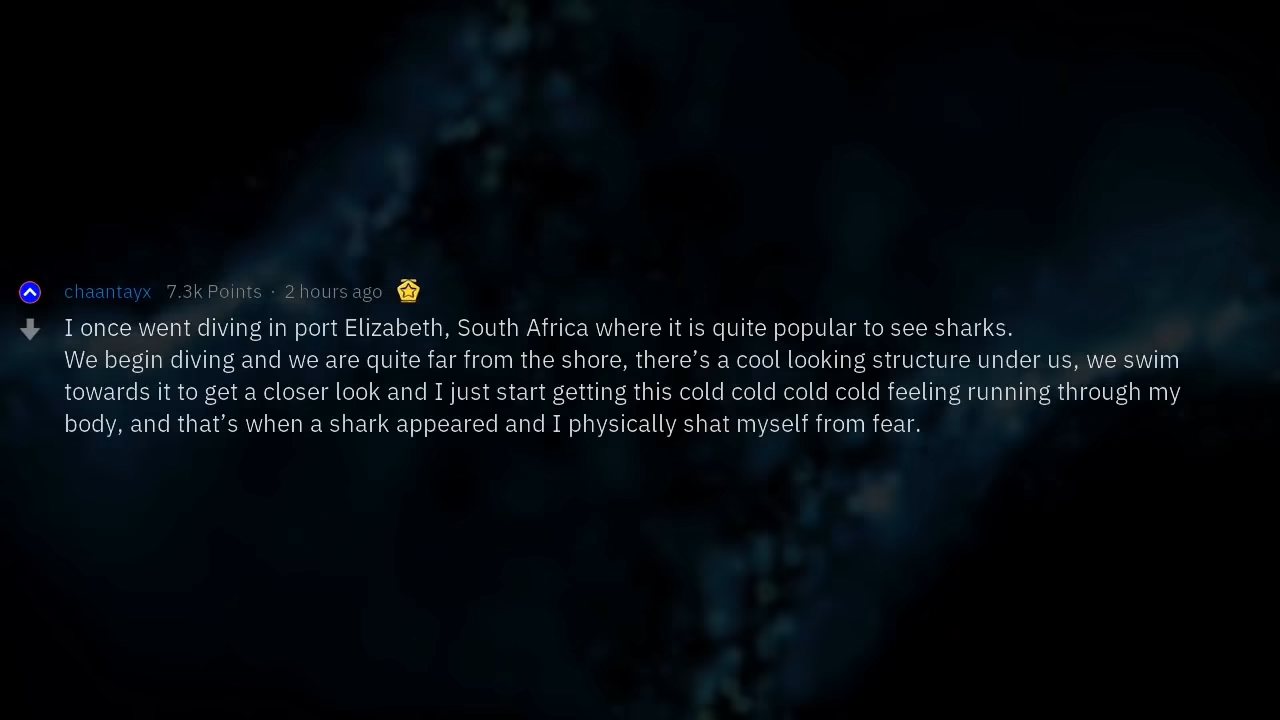 chaantayx 7.3k Points · 2 hours ago
I once went diving in port Elizabeth, South Africa where it is quite popular to see sharks.
We begin diving and we are quite far from the shore, there’s a cool looking structure under us, we swim
towards it to get a closer look and I just start getting this cold cold cold cold feeling running through my
body, and that’s when a shark appeared and I physically shat myself from fear.